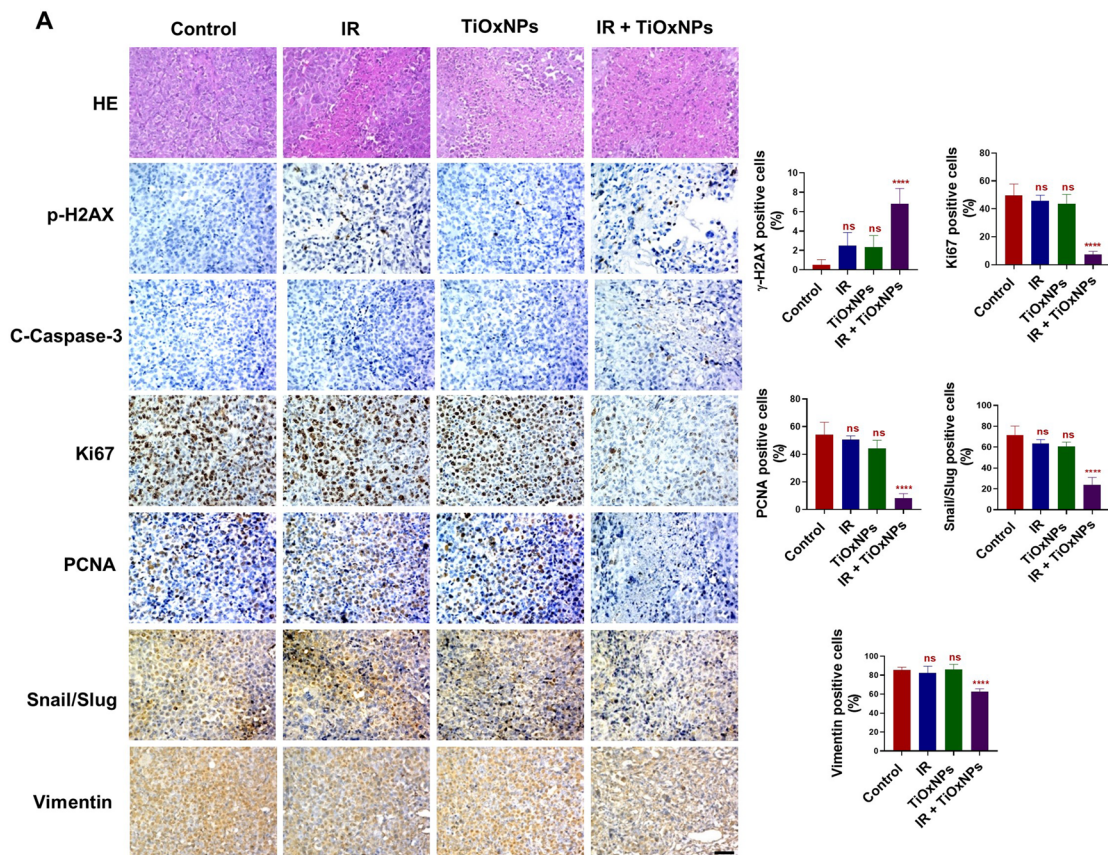 A
Control IR TiOxNPs IR + TiOxNPs
HE
p-H2AX
C-Caspase-3
Ki67
PCNA
Snail/Slug
Vimentin
γ-H2AX positive cells
(%)
10
8
6
4
2
0
ns
ns
****
Control
IR
TiOxNPs
IR + TiOxNPs
Ki67 positive cells
(%)
80
60
40
20
0
ns
ns
****
Control
IR
TiOxNPs
IR + TiOxNPs
PCNA positive cells
(%)
80
60
40
20
0
ns
ns
****
Control
IR
TiOxNPs
IR + TiOxNPs
Snail/Slug positive cells
(%)
100
80
60
40
20
0
ns
ns
****
Control
IR
TiOxNPs
IR + TiOxNPs
Vimentin positive cells
(%)
100
80
60
40
20
0
ns
ns
****
Control
IR
TiOxNPs
IR + TiOxNPs